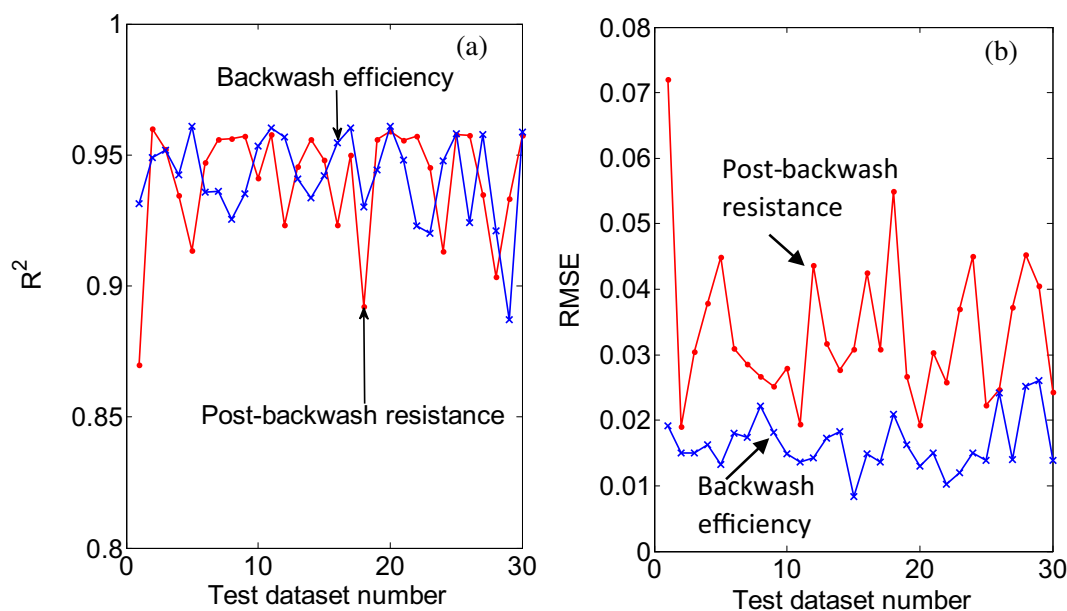 1
0.95
0.9
0.85
0.8
R2
(a)
Backwash efficiency
Post-backwash resistance
0
10
20
30
Test dataset number
0.08
0.07
0.06
0.05
0.04
0.03
0.02
0.01
0
RMSE
(b)
Post-backwash
resistance
Backwash
efficiency
0
10
20
30
Test dataset number